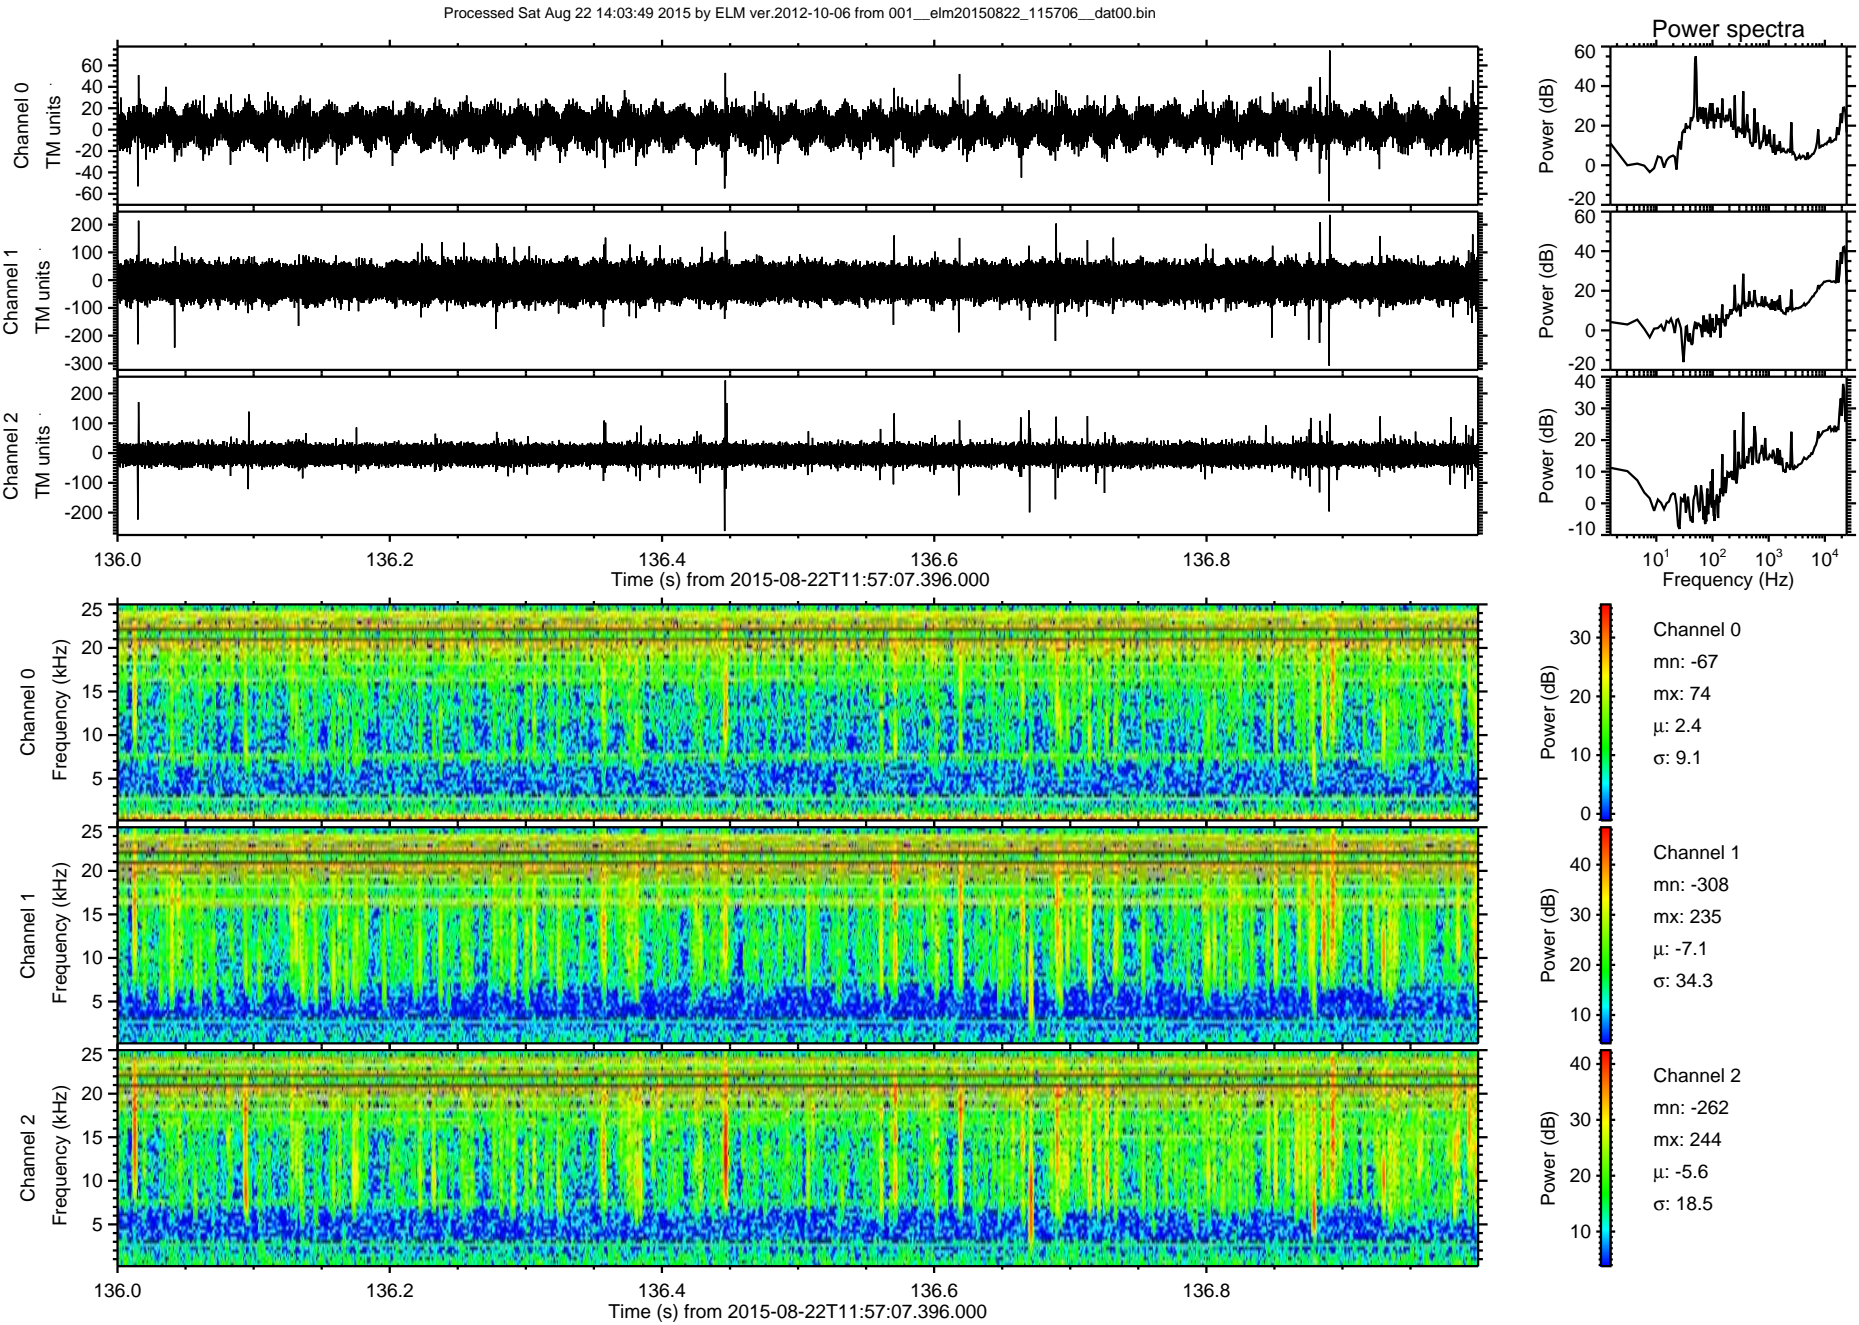 Processed Sat Aug 22 14:03:49 2015 by ELM ver.2012-10-06 from 001__elm20150822_115706__dat00.bin
Power spectra
Channel 0
TM units
60
40
20
0
-20
-40
-60
Power (dB)
60
40
20
0
-20
Channel 1
TM units
200
100
0
-100
-200
-300
Power (dB)
60
40
20
0
-20
Channel 2
TM units
200
100
0
-100
-200
Power (dB)
40
30
20
10
0
-10
136.0 136.2 136.4 136.6 136.8
Time (s) from 2015-08-22T11:57:07.396.000
10^1 10^2 10^3 10^4
Frequency (Hz)
Channel 0
Frequency (kHz)
25
20
15
10
5
Power (dB)
30
20
10
0
Channel 0
mn: -67
mx: 74
μ: 2.4
σ: 9.1
Channel 1
Frequency (kHz)
25
20
15
10
5
Power (dB)
40
30
20
10
Channel 1
mn: -308
mx: 235
μ: -7.1
σ: 34.3
Channel 2
Frequency (kHz)
25
20
15
10
5
Power (dB)
40
30
20
10
Channel 2
mn: -262
mx: 244
μ: -5.6
σ: 18.5
136.0 136.2 136.4 136.6 136.8
Time (s) from 2015-08-22T11:57:07.396.000